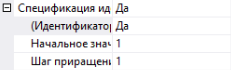 Спецификация ид Да
(Идентификатор Да
Начальное знач 1
Шаг приращени 1